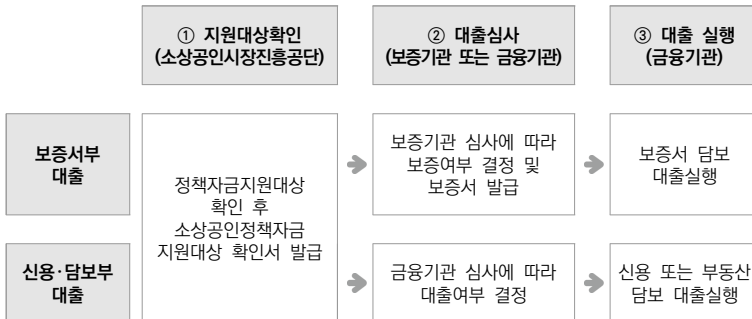 ① 지원대상확인
(소상공인시장진흥공단)
② 대출심사
(보증기관 또는 금융기관)
③ 대출 실행
(금융기관)
보증서부
대출
정책자금지원대상
확인 후
소상공인정책자금
지원대상 확인서 발급
보증기관 심사에 따라
보증여부 결정 및
보증서 발급
보증서 담보
대출실행
신용·담보부
대출
금융기관 심사에 따라
대출여부 결정
신용 또는 부동산
담보 대출실행